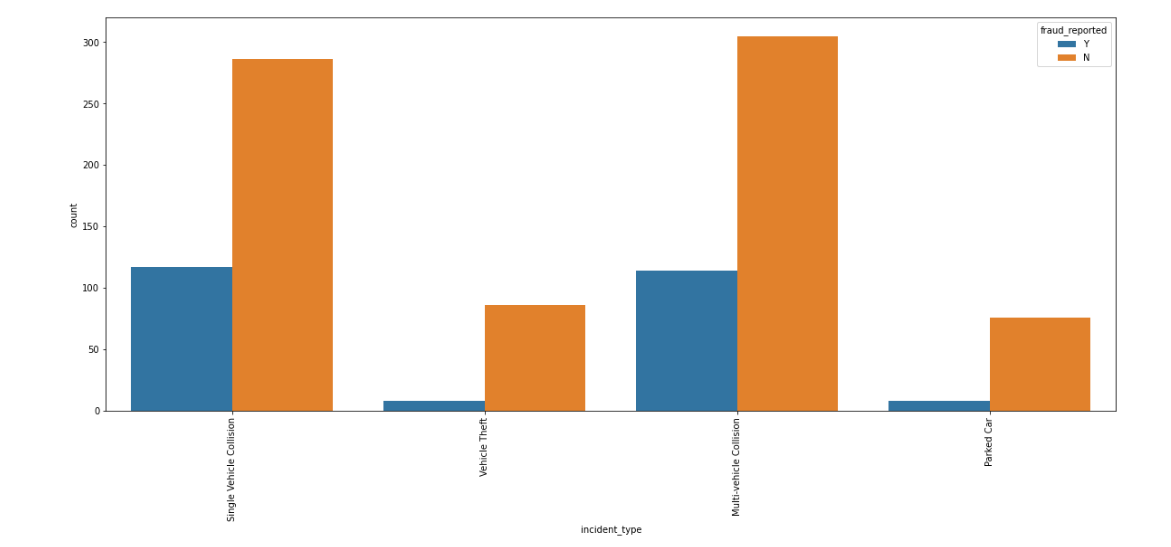 fraud_reported
Y
N
300
250
200
150
100
50
0
count
Single Vehicle Collision
Vehicle Theft
Multi-vehicle Collision
Parked Car
incident_type